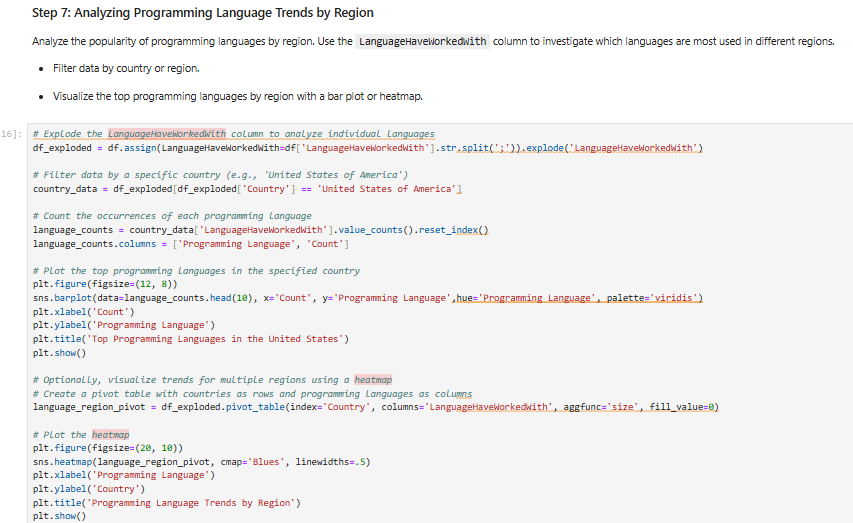 Step 7: Analyzing Programming Language Trends by Region
Analyze the popularity of programming languages by region. Use the LanguageHaveWorkedWith column to investigate which languages are most used in different regions.
• Filter data by country or region.
• Visualize the top programming languages by region with a bar plot or heatmap.
16]:
# Explode the LanguageHaveWorkedWith column to analyze individual languages
df_exploded = df.assign(LanguageHaveWorkedWith=df['LanguageHaveWorkedWith'].str.split(';')).explode('LanguageHaveWorkedWith')
# Filter data by a specific country (e.g., 'United States of America')
country_data = df_exploded[df_exploded['Country'] == 'United States of America']
# Count the occurrences of each programming language
language_counts = country_data['LanguageHaveWorkedWith'].value_counts().reset_index()
language_counts.columns = ['Programming Language', 'Count']
# Plot the top programming languages in the specified country
plt.figure(figsize=(12, 8))
sns.barplot(data=language_counts.head(10), x='Count', y='Programming Language',hue='Programming Language', palette='viridis')
plt.xlabel('Count')
plt.ylabel('Programming Language')
plt.title('Top Programming Languages in the United States')
plt.show()
# Optionally, visualize trends for multiple regions using a heatmap
# Create a pivot table with countries as rows and programming languages as columns
language_region_pivot = df_exploded.pivot_table(index='Country', columns='LanguageHaveWorkedWith', aggfunc='size', fill_value=0)
# Plot the heatmap
plt.figure(figsize=(20, 10))
sns.heatmap(language_region_pivot, cmap='Blues', linewidths=.5)
plt.xlabel('Programming Language')
plt.ylabel('Country')
plt.title('Programming Language Trends by Region')
plt.show()